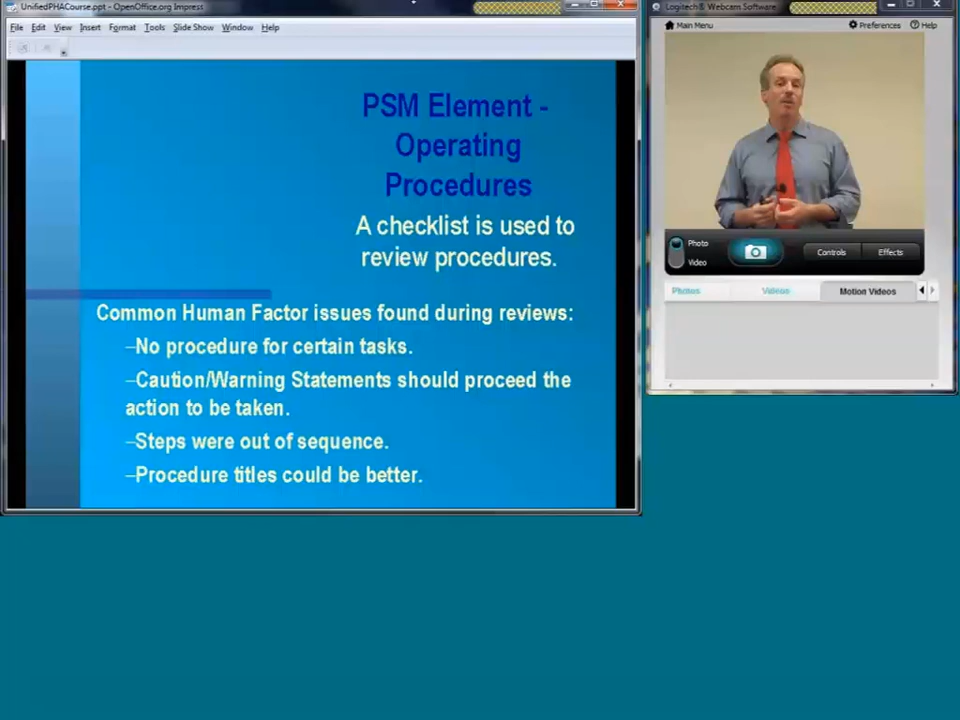 UnifiedPHACourse.ppt - OpenOffice.org Impress
File Edit View Insert Format Tools Slide Show Window Help
PSM Element -
Operating
Procedures
A checklist is used to
review procedures.
Common Human Factor issues found during reviews:
–No procedure for certain tasks.
–Caution/Warning Statements should proceed the
action to be taken.
–Steps were out of sequence.
–Procedure titles could be better.
Logitech® Webcam Software
Main Menu Preferences Help
Photo
Video
Controls Effects
Photos Videos Motion Videos